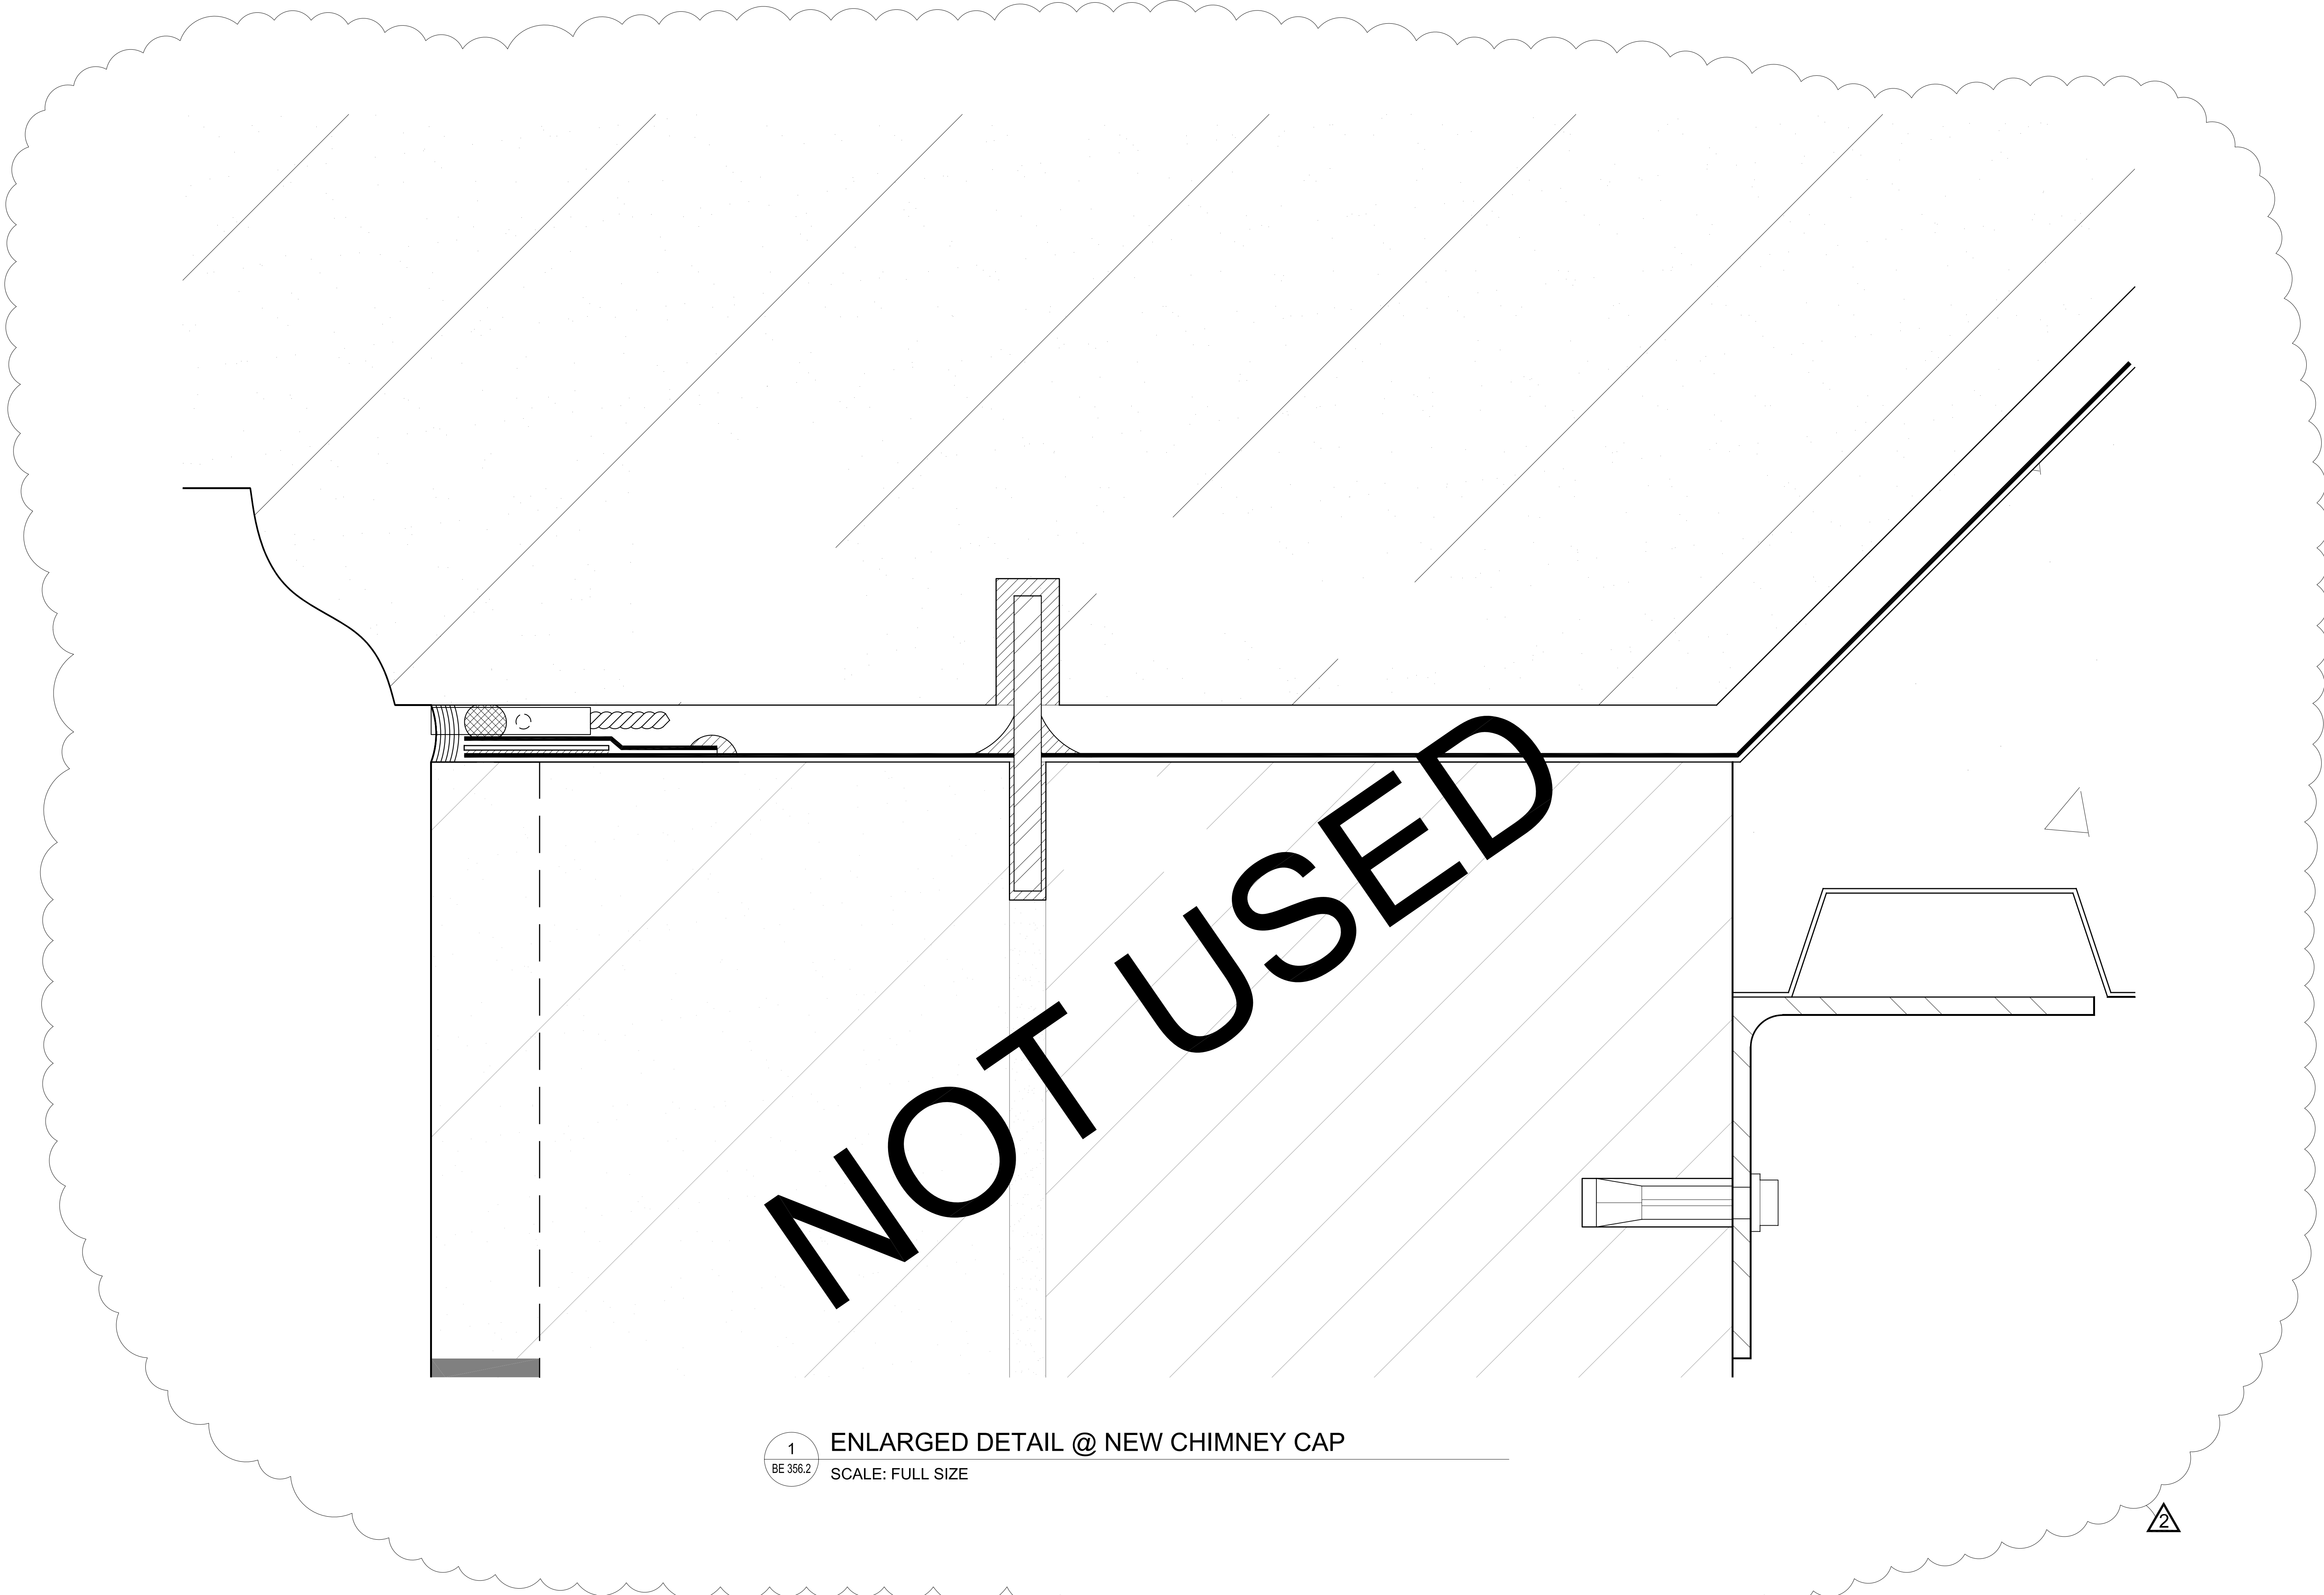 NOT USED
1
BE 356.2
ENLARGED DETAIL @ NEW CHIMNEY CAP
SCALE: FULL SIZE
2